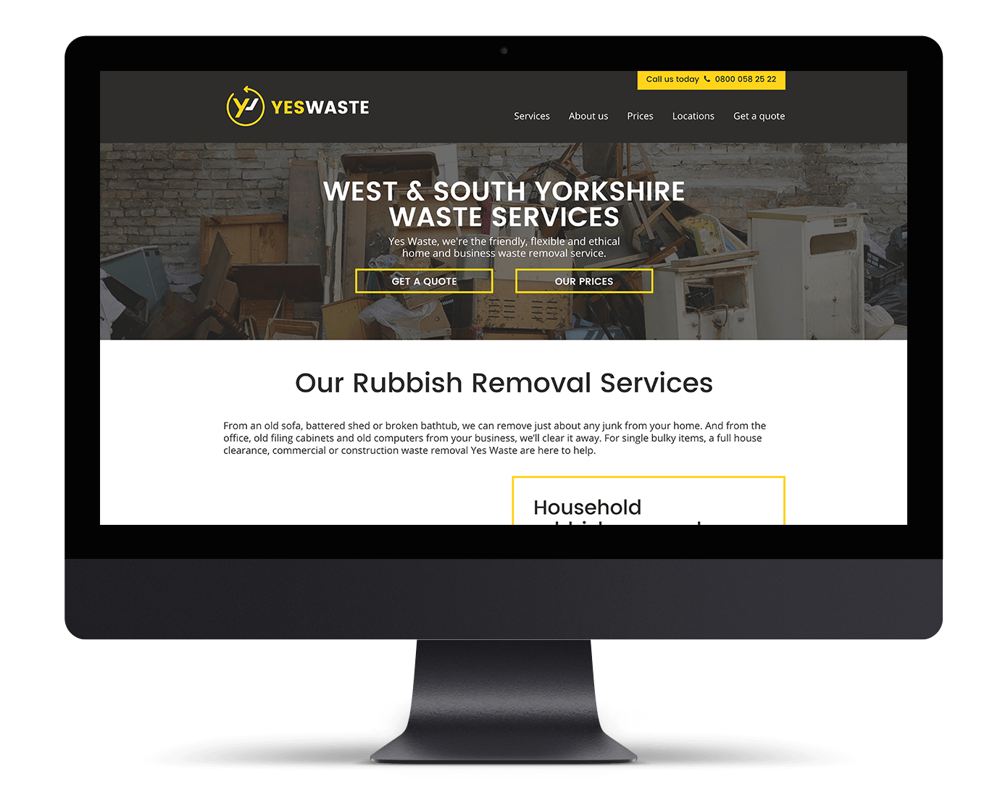 Call us today 0800 058 25 22
YESWASTE
Services About us Prices Locations Get a quote
WEST & SOUTH YORKSHIRE
WASTE SERVICES
Yes Waste, we're the friendly, flexible and ethical
home and business waste removal service.
GET A QUOTE
OUR PRICES
Our Rubbish Removal Services
From an old sofa, battered shed or broken bathtub, we can remove just about any junk from your home. And from the
office, old filing cabinets and old computers from your business, we’ll clear it away. For single bulky items, a full house
clearance, commercial or construction waste removal Yes Waste are here to help.
Household